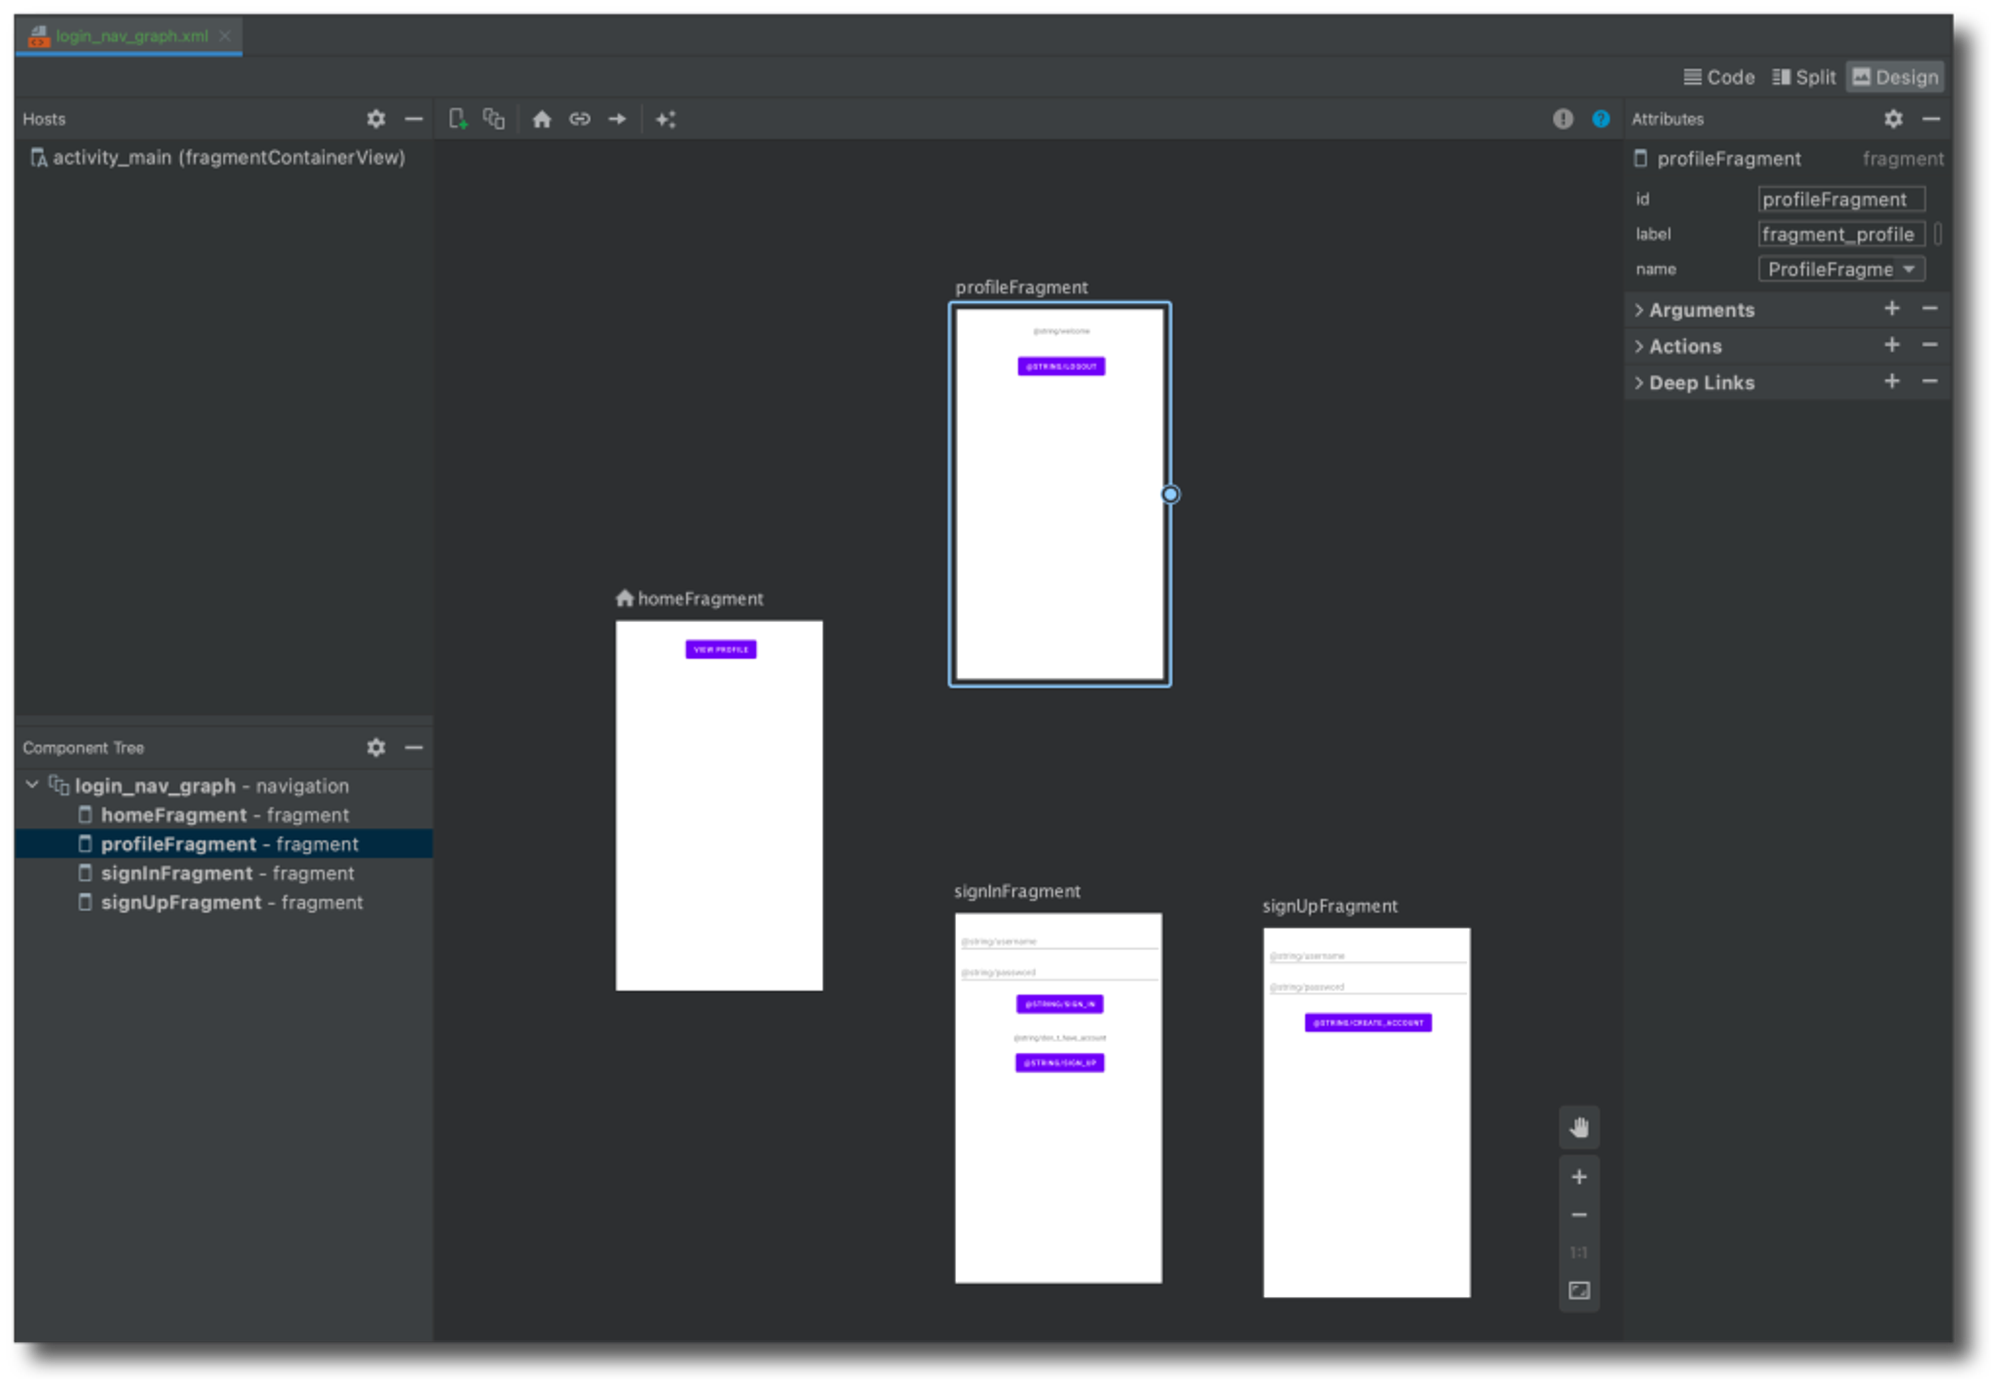 login_nav_graph.xml
Code Split Design
Hosts
activity_main (fragmentContainerView)
Component Tree
login_nav_graph - navigation
homeFragment - fragment
profileFragment - fragment
signInFragment - fragment
signUpFragment - fragment
profileFragment
@string/welcome
@STRING/LOGOUT
homeFragment
VIEW PROFILE
signInFragment
@string/username
@string/password
@STRING/SIGN_IN
@string/don_t_have_account
@STRING/SIGN_UP
signUpFragment
@string/username
@string/password
@STRING/CREATE_ACCOUNT
1:1
Attributes
profileFragment fragment
id profileFragment
label fragment_profile
name ProfileFragme
Arguments
Actions
Deep Links